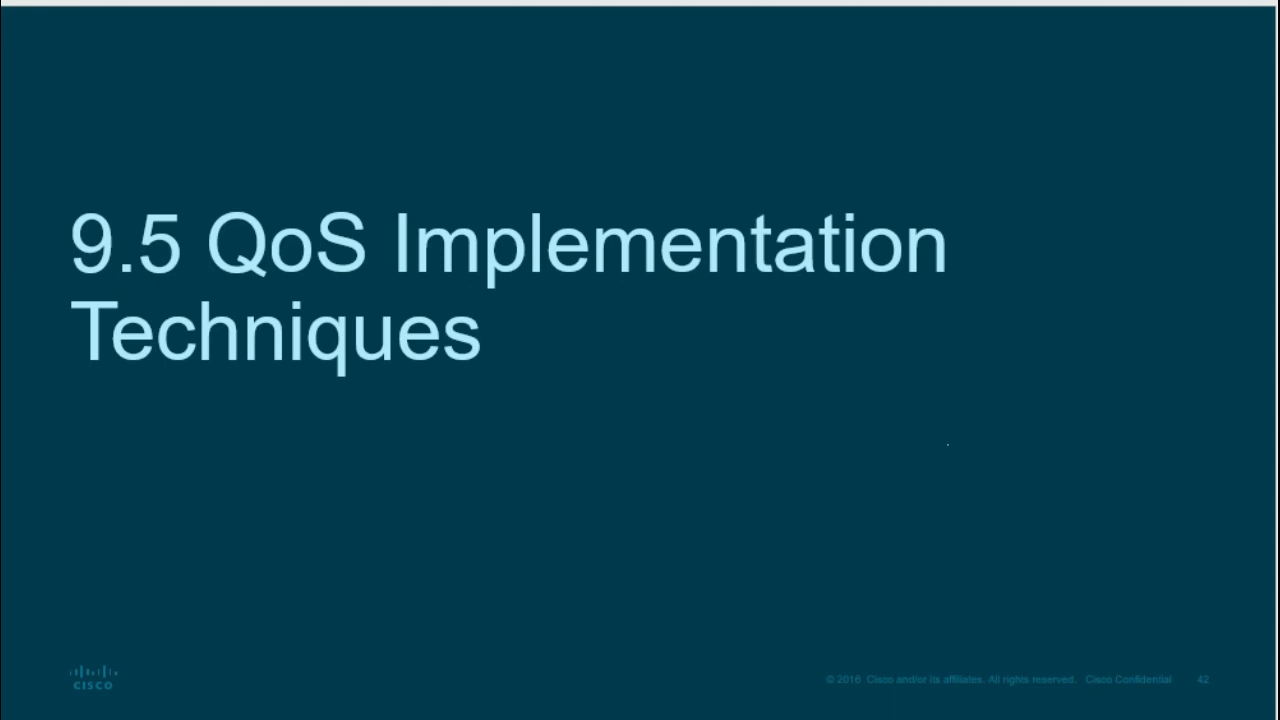 9.5 QoS Implementation
Techniques
CISCO
© 2016 Cisco and/or its affiliates. All rights reserved. Cisco Confidential 42